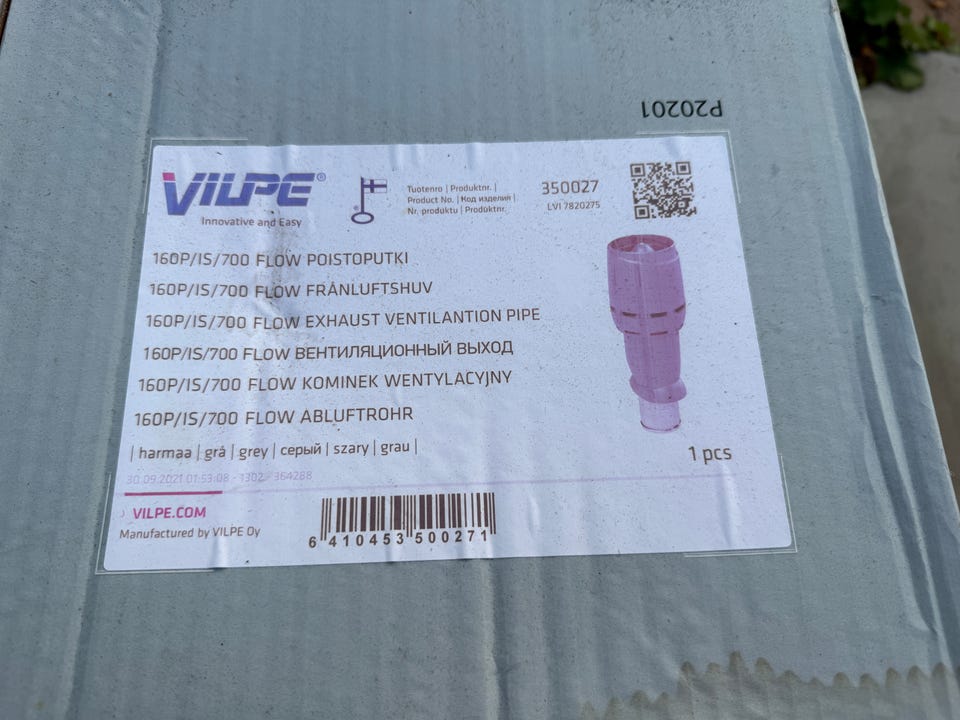 P20201
VILPE®
Innovative and Easy
Tuotenro | Produktnr. |
Product No. | Код изделия |
Nr. produktu | Produktnr.
350027
LVI 7820275
160P/IS/700 FLOW POISTOPUTKI
160P/IS/700 FLOW FRÅNLUFTSHUV
160P/IS/700 FLOW EXHAUST VENTILANTION PIPE
160P/IS/700 FLOW ВЕНТИЛЯЦИОННЫЙ ВЫХОД
160P/IS/700 FLOW KOMINEK WENTYLACYJNY
160P/IS/700 FLOW ABLUFTROHR
| harmaa | grå | grey | серый | szary | grau |
1 pcs
30.09.2021 01:53:08 - 1302 - 364288
› VILPE.COM
Manufactured by VILPE Oy
6 410453 500271